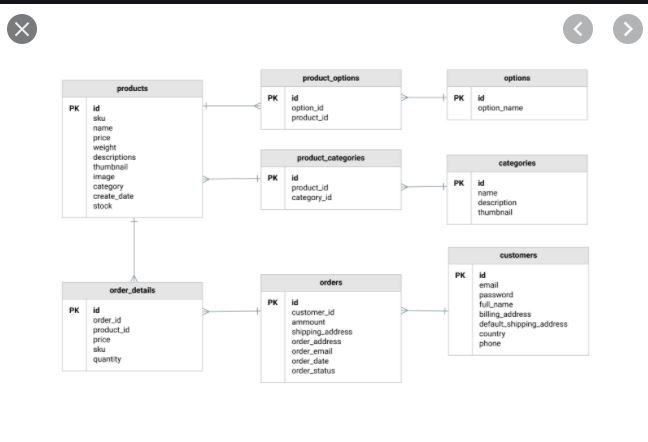 products
PK id
sku
name
price
weight
descriptions
thumbnail
image
category
create_date
stock
product_options
PK id
option_id
product_id
options
PK id
option_name
product_categories
PK id
product_id
category_id
categories
PK id
name
description
thumbnail
order_details
PK id
order_id
product_id
price
sku
quantity
orders
PK id
customer_id
ammount
shipping_address
order_address
order_email
order_date
order_status
customers
PK id
email
password
full_name
billing_address
default_shipping_address
country
phone